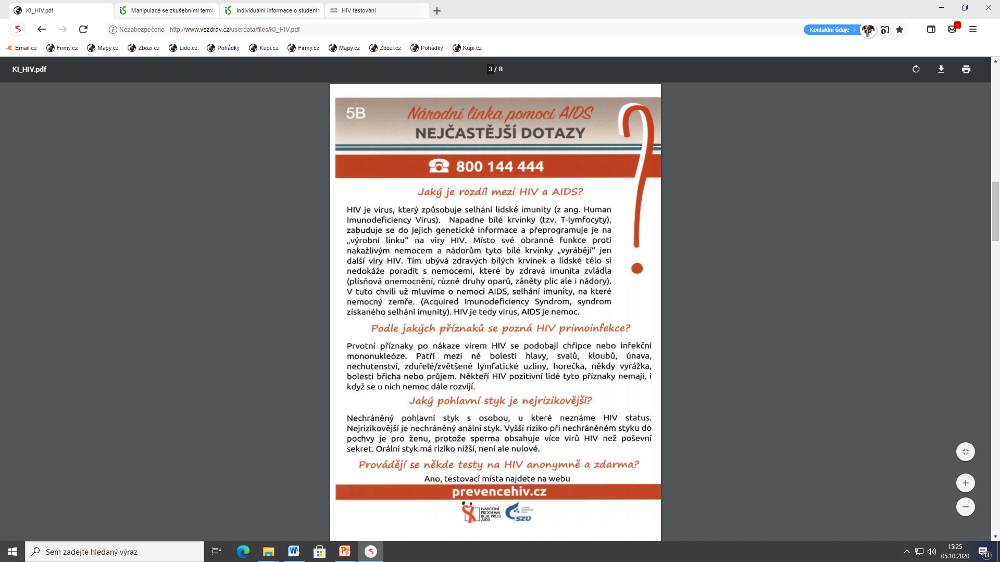 KI_HIV.pdf
Manipulace se zkušebními termín
Individuální informace o studento
HIV testování
Nezabezpečeno http://www.vszdrav.cz/userdata/files/KI_HIV.pdf
Kontaktní údaje
Email.cz Firmy.cz Mapy.cz Zbozi.cz Lide.cz Pohádky Kupi.cz Firmy.cz Mapy.cz Zbozi.cz Pohádky Kupi.cz
KI_HIV.pdf
3 / 8
5B
Národní linka pomoci AIDS
NEJČASTĚJŠÍ DOTAZY
800 144 444
Jaký je rozdíl mezi HIV a AIDS?
HIV je virus, který způsobuje selhání lidské imunity (z ang. Human
Imunodeficiency Virus). Napadne bílé krvinky (tzv. T-lymfocyty),
zabuduje se do jejich genetické informace a přeprogramuje je na
„výrobní linku“ na viry HIV. Místo své obranné funkce proti
nakažlivým nemocem a nádorům tyto bílé krvinky „vyrábějí“ jen
další viry HIV. Tím ubývá zdravých bílých krvinek a lidské tělo si
nedokáže poradit s nemocemi, které by zdravá imunita zvládla
(plísňová onemocnění, různé druhy oparů, záněty plic ale i nádory).
V tuto chvíli už mluvíme o nemoci AIDS, selhání imunity, na které
nemocný zemře. (Acquired Imunodeficiency Syndrom, syndrom
získaného selhání imunity). HIV je tedy virus, AIDS je nemoc.
Podle jakých příznaků se pozná HIV primoinfekce?
Prvotní příznaky po nákaze virem HIV se podobají chřipce nebo infekční
mononukleóze. Patří mezi ně bolesti hlavy, svalů, kloubů, únava,
nechutenství, zduřelé/zvětšené lymfatické uzliny, horečka, někdy vyrážka,
bolesti břicha nebo průjem. Někteří HIV pozitivní lidé tyto příznaky nemají, i
když se u nich nemoc dále rozvíjí.
Jaký pohlavní styk je nejrizikovější?
Nechráněný pohlavní styk s osobou, u které neznáme HIV status.
Nejrizikovější je nechráněný anální styk. Vyšší riziko při nechráněném styku do
pochvy je pro ženu, protože sperma obsahuje více virů HIV než poševní
sekret. Orální styk má riziko nižší, není ale nulové.
Provádějí se někde testy na HIV anonymně a zdarma?
Ano, testovací místa najdete na webu
prevencehiv.cz
NÁRODNÍ
PROGRAM
BOJE PROTI
AIDS
SZÚ
Sem zadejte hledaný výraz
15:25
05.10.2020
13